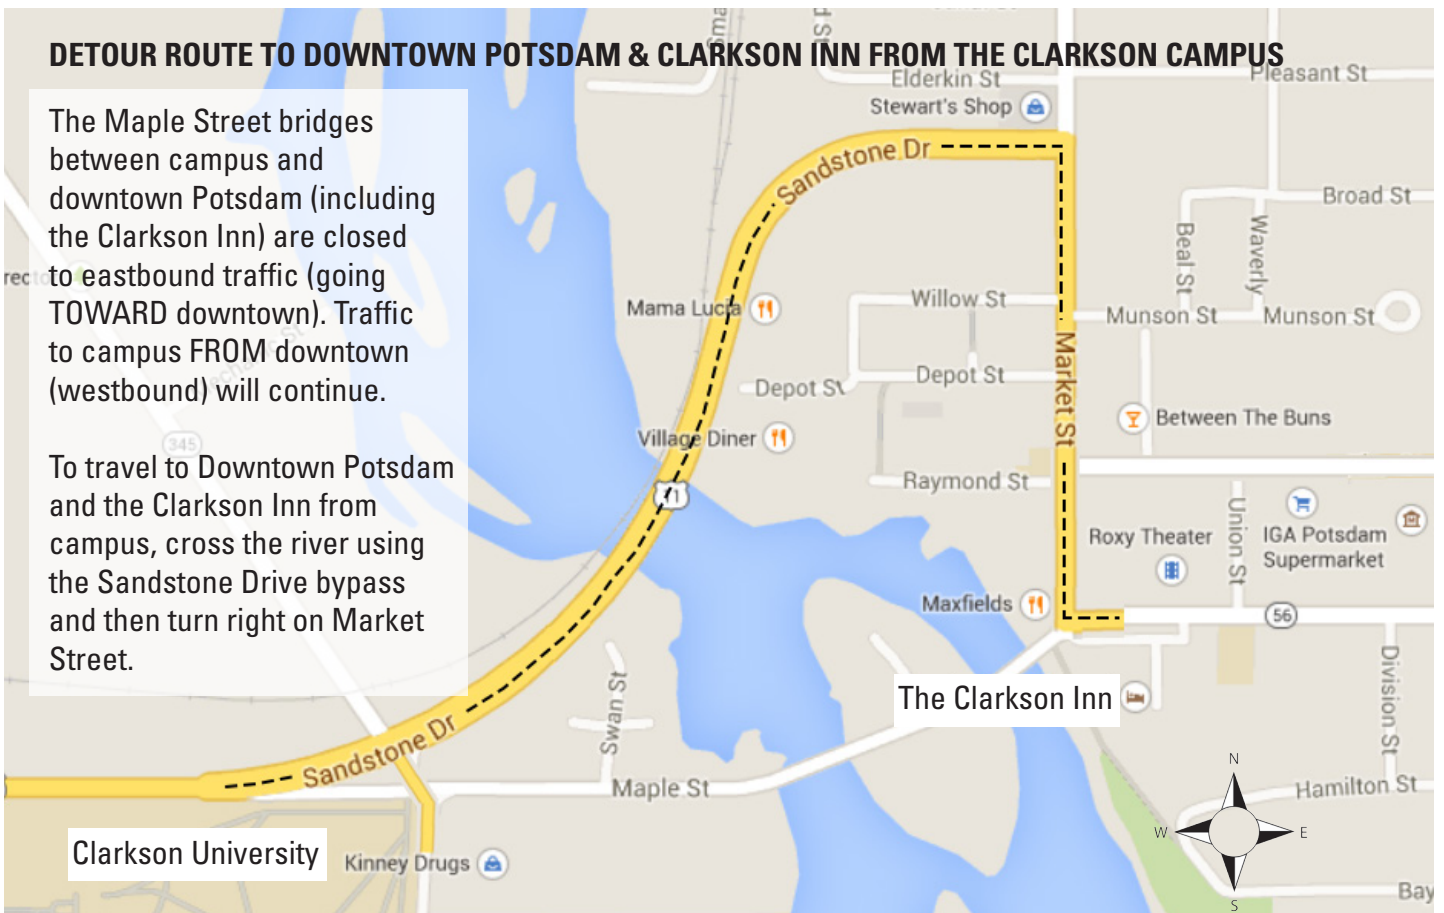 DETOUR ROUTE TO DOWNTOWN POTSDAM & CLARKSON INN FROM THE CLARKSON CAMPUS
The Maple Street bridges
between campus and
downtown Potsdam (including
the Clarkson Inn) are closed
to eastbound traffic (going
TOWARD downtown). Traffic
to campus FROM downtown
(westbound) will continue.
To travel to Downtown Potsdam
and the Clarkson Inn from
campus, cross the river using
the Sandstone Drive bypass
and then turn right on Market
Street.
345
Elderkin St
Pleasant St
Stewart's Shop
Sandstone Dr
Broad St
Beal St
Waverly
Mama Lucia
Willow St
Munson St
Munson St
Market St
Depot St
Depot St
Village Diner
Between The Buns
Raymond St
11
Union St
Roxy Theater
IGA Potsdam
Supermarket
Maxfields
56
Division St
Swan St
The Clarkson Inn
Sandstone Dr
Maple St
Hamilton St
Clarkson University
Kinney Drugs
N
W
E
S
Bay